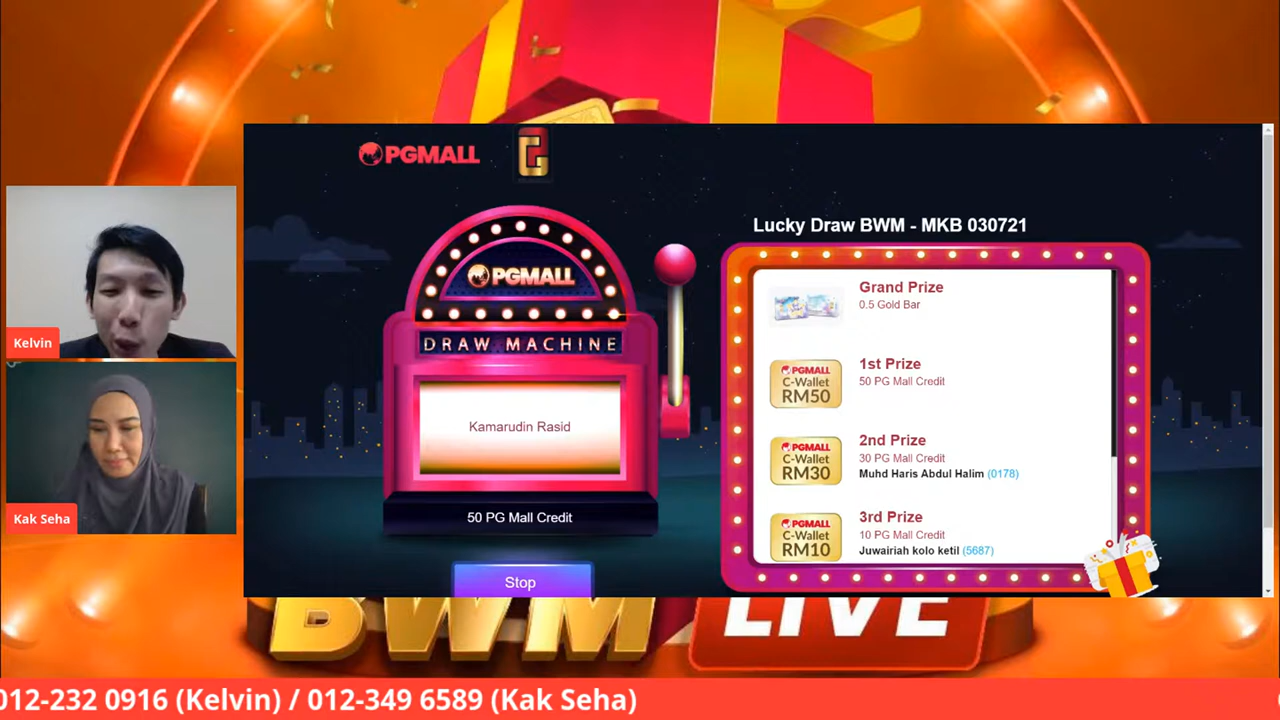 PGMALL
Lucky Draw BWM - MKB 030721
PGMALL
DRAW MACHINE
Kamarudin Rasid
50 PG Mall Credit
Stop
Grand Prize
0.5 Gold Bar
PGMALL
C-Wallet
RM50
1st Prize
50 PG Mall Credit
PGMALL
C-Wallet
RM30
2nd Prize
30 PG Mall Credit
Muhd Haris Abdul Halim (0178)
PGMALL
C-Wallet
RM10
3rd Prize
10 PG Mall Credit
Juwairiah kolo ketil (5687)
Kelvin
Kak Seha
BWM LIVE
012-232 0916 (Kelvin) / 012-349 6589 (Kak Seha)